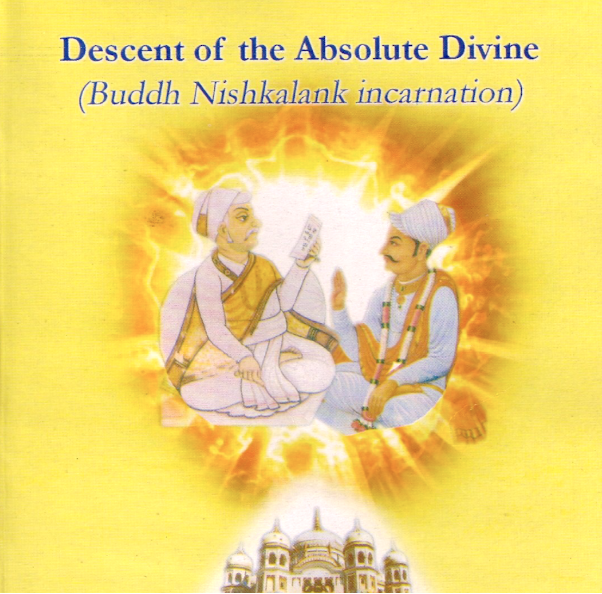 Descent of the Absolute Divine
(Buddh Nishkalank incarnation)